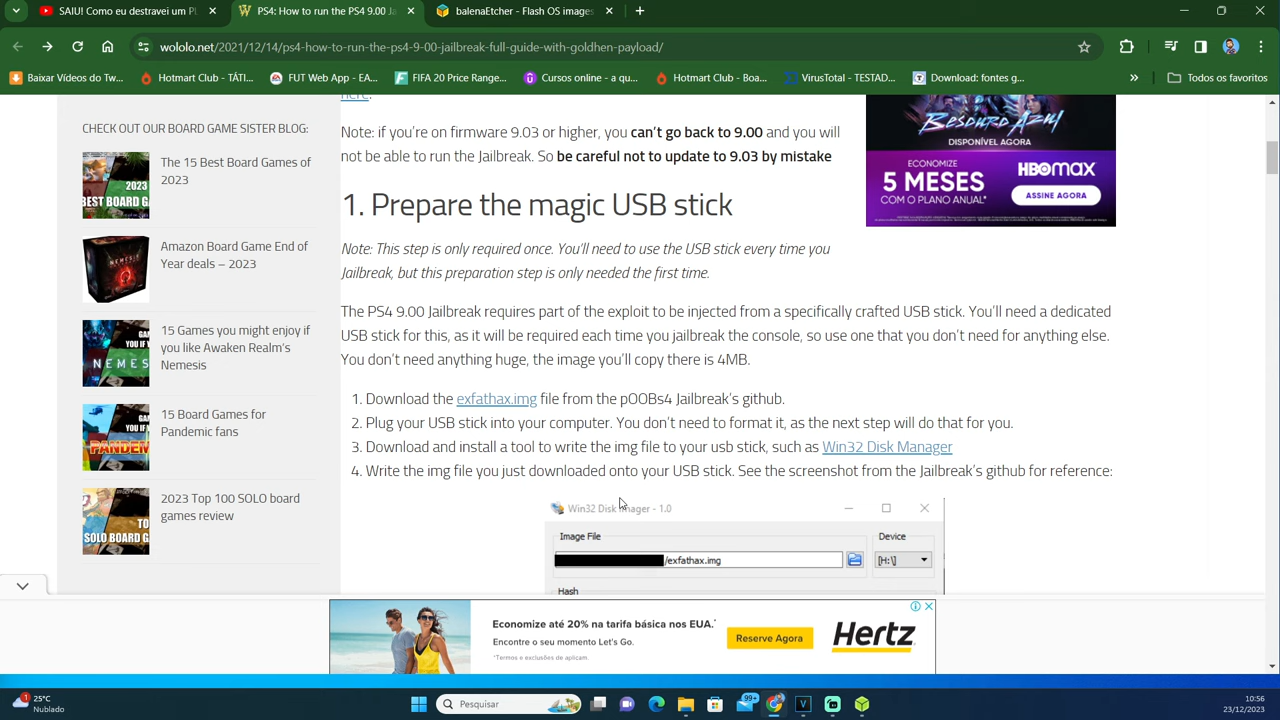 SAIU! Como eu destravei um PL
WWP: How to run the PS4 9.00 Ja
balenaEtcher - Flash OS images
wololo.net/2021/12/14/ps4-how-to-run-the-ps4-9-00-jailbreak-full-guide-with-goldhen-payload/
Baixar Vídeos do Tw...
Hotmart Club - TÁTI...
FUT Web App - EA...
FIFA 20 Price Range...
Cursos online - a qu...
Hotmart Club - Boa...
VirusTotal - TESTAD...
Download: fontes g...
»
Todos os favoritos
CHECK OUT OUR BOARD GAME SISTER BLOG:
The 15 Best Board Games of
2023
Amazon Board Game End of
Year deals – 2023
15 Games you might enjoy if
you like Awaken Realm's
Nemesis
15 Board Games for
Pandemic fans
2023 Top 100 SOLO board
games review
here.
Note: if you're on firmware 9.03 or higher, you can't go back to 9.00 and you will
not be able to run the Jailbreak. So be careful not to update to 9.03 by mistake
1. Prepare the magic USB stick
Note: This step is only required once. You'll need to use the USB stick every time you
Jailbreak, but this preparation step is only needed the first time.
The PS4 9.00 Jailbreak requires part of the exploit to be injected from a specifically crafted USB stick. You'll need a dedicated
USB stick for this, as it will be required each time you jailbreak the console, so use one that you don't need for anything else.
You don't need anything huge, the image you'll copy there is 4MB.
1. Download the exfathax.img file from the pOOBs4 Jailbreak's github.
2. Plug your USB stick into your computer. You don't need to format it, as the next step will do that for you.
3. Download and install a tool to write the img file to your usb stick, such as Win32 Disk Manager
4. Write the img file you just downloaded onto your USB stick. See the screenshot from the Jailbreak's github for reference:
Win32 Disk Imager - 1.0
Image File
Device
/exfathax.img
[H:\]
Hash
BESOURO AZUL
DISPONÍVEL AGORA
ECONOMIZE
5 MESES
COM O PLANO ANUAL*
HBOMAX
ASSINE AGORA
Economize até 20% na tarifa básica nos EUA.*
Encontre o seu momento Let's Go.
*Termos e exclusões de aplicam.
Reserve Agora
Hertz
1
25°C
Nublado
Pesquisar
99+
10:56
23/12/2023